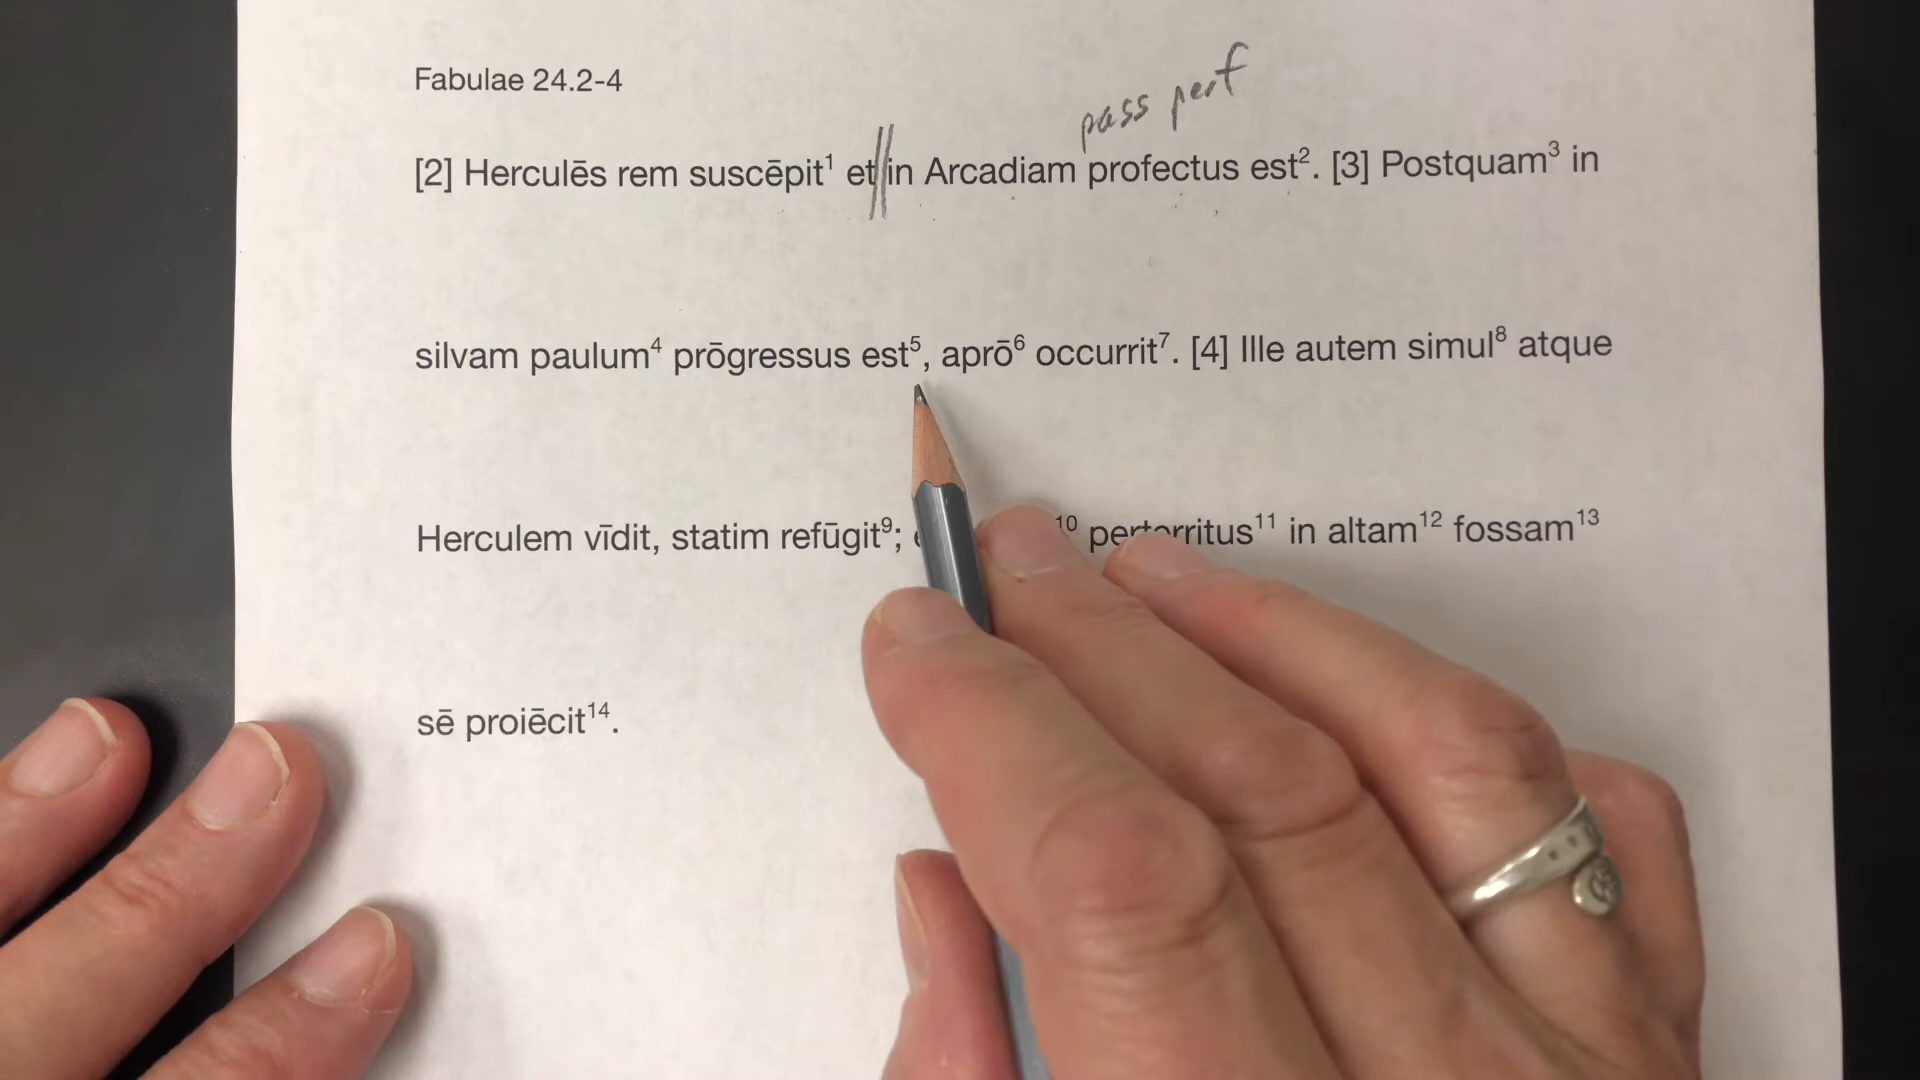 Fabulae 24.2-4
pass perf
[2] Herculēs rem suscēpit¹ et // in Arcadiam profectus est². [3] Postquam³ in
silvam paulum⁴ prōgressus est⁵, aprō⁶ occurrit⁷. [4] Ille autem simul⁸ atque
Herculem vīdit, statim refūgit⁹; ¹⁰ perterritus¹¹ in altam¹² fossam¹³
sē proiēcit¹⁴.